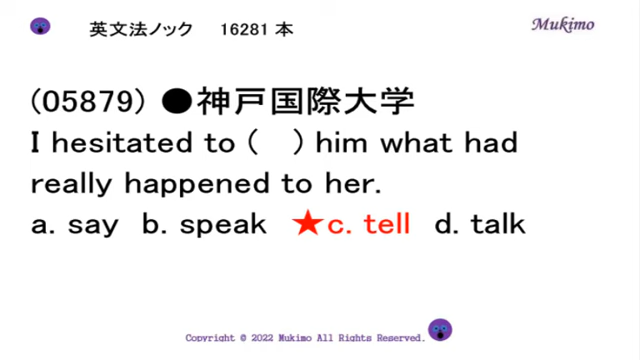 英文法ノック 16281 本
Mukimo
(05879) ●神戸国際大学
I hesitated to ( ) him what had
really happened to her.
a. say b. speak ★c. tell d. talk
Copyright © 2022 Mukimo All Rights Reserved.